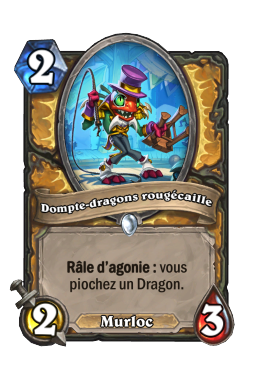 2
Dompte-dragons rougécaille
Râle d'agonie : vous
piochez un Dragon.
2 Murloc 3